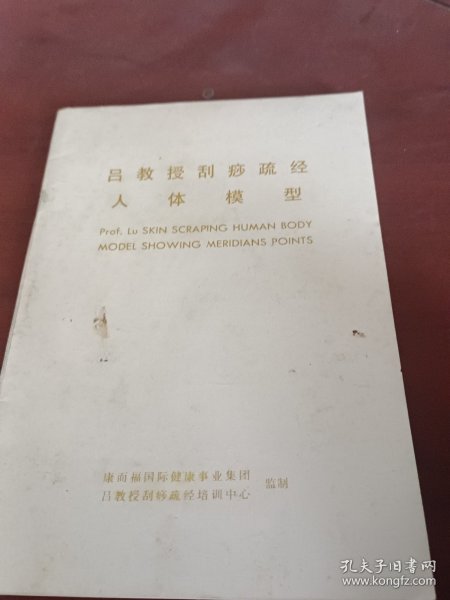 吕教授刮痧疏经
人体模型
Prof. Lu SKIN SCRAPING HUMAN BODY
MODEL SHOWING MERIDIANS POINTS
康而福国际健康事业集团
吕教授刮痧疏经培训中心
监制
孔夫子旧书网
www.kongfz.com